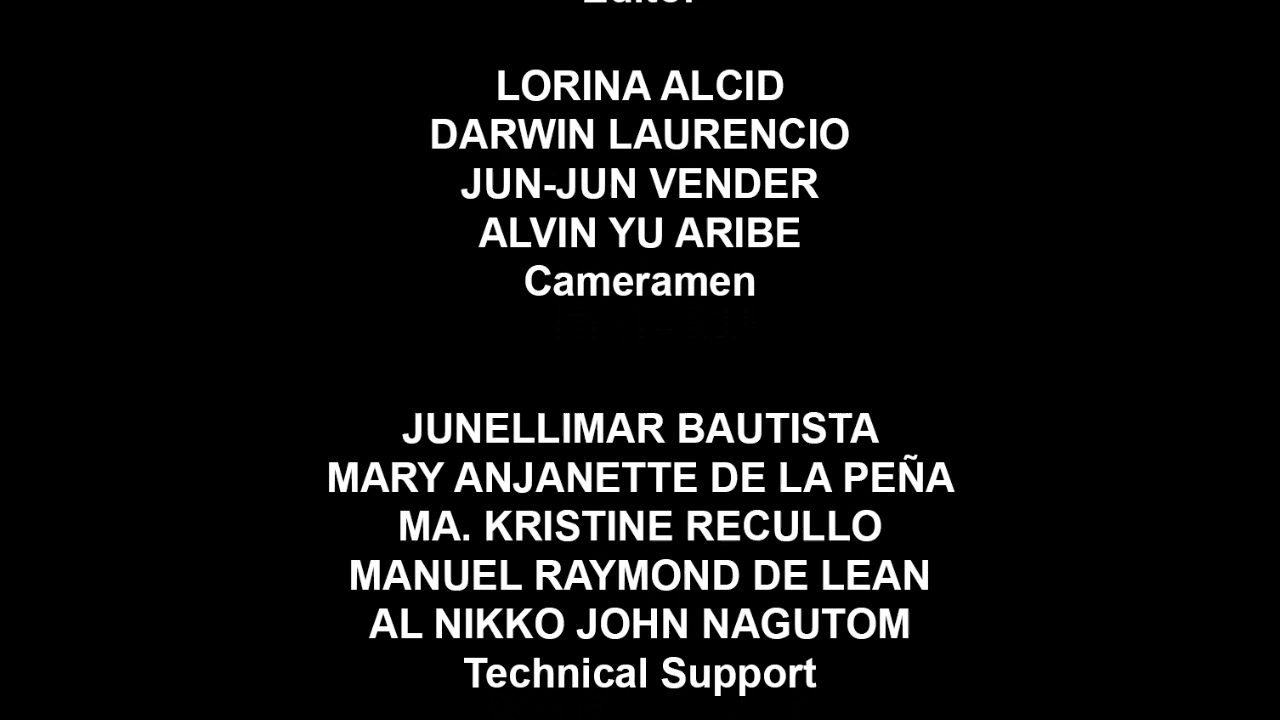 Editor
LORINA ALCID
DARWIN LAURENCIO
JUN-JUN VENDER
ALVIN YU ARIBE
Cameramen
JUNELLIMAR BAUTISTA
MARY ANJANETTE DE LA PEÑA
MA. KRISTINE RECULLO
MANUEL RAYMOND DE LEAN
AL NIKKO JOHN NAGUTOM
Technical Support